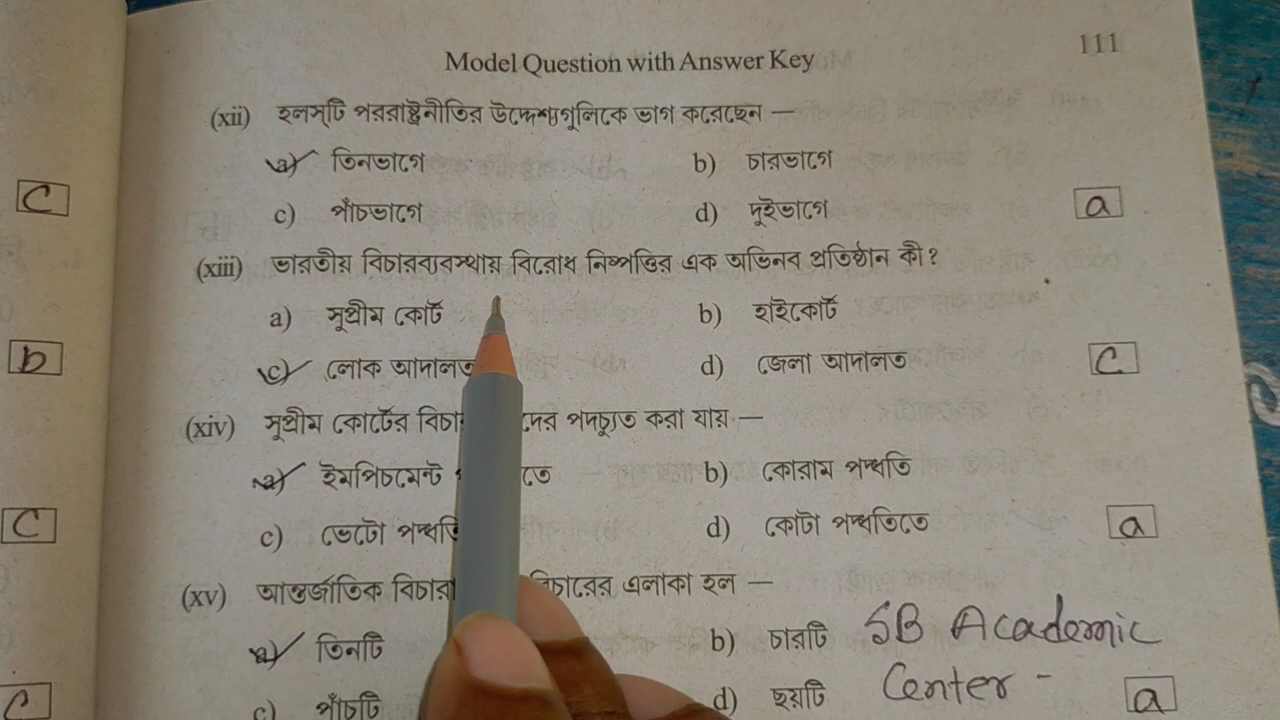 Model Question with Answer Key
111
(xii) হলস্‌টি পররাষ্ট্রনীতির উদ্দেশ্যগুলিকে ভাগ করেছেন —
a) তিনভাগে b) চারভাগে
c) পাঁচভাগে d) দুইভাগে a
C
(xiii) ভারতীয় বিচারব্যবস্থায় বিরোধ নিষ্পত্তির এক অভিনব প্রতিষ্ঠান কী?
a) সুপ্রীম কোর্ট b) হাইকোর্ট
b
c) লোক আদালত d) জেলা আদালত C
(xiv) সুপ্রীম কোর্টের দের পদচ্যুত করা যায় —
a) ইমপিচমেন্ট তে b) কোরাম পদ্ধতি
C
c) ভেটো d) কোটা পদ্ধতিতে a
(xv) আন্তর্জাতিক বিচারের এলাকা হল —
a) তিনটি b) চারটি
SB Academic
Center -
c) পাঁচটি d) ছয়টি a
C